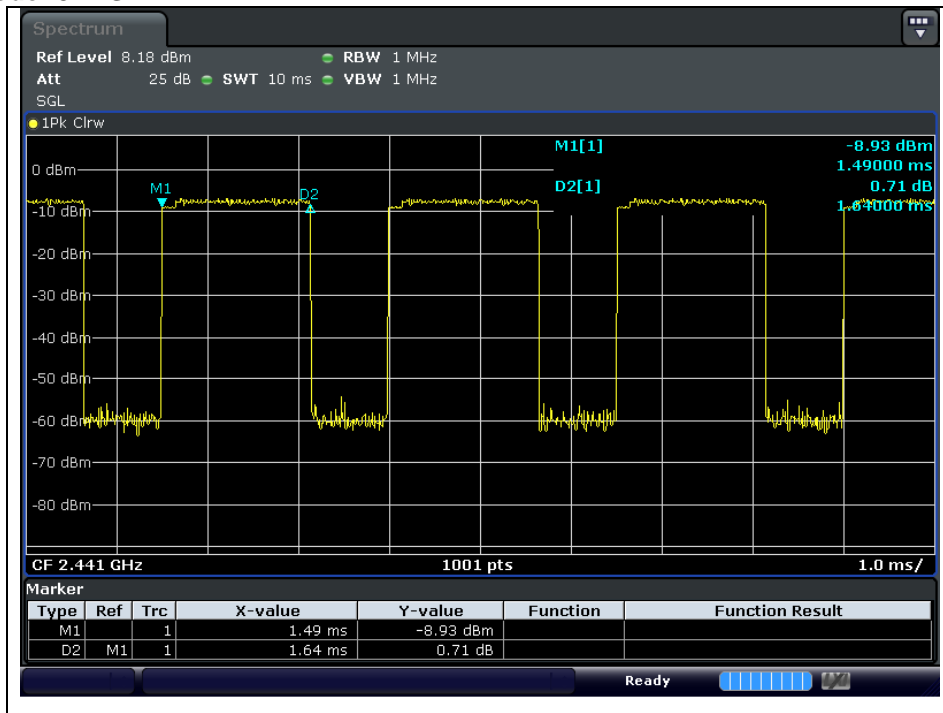 Spectrum
Ref Level 8.18 dBm RBW 1 MHz
Att 25 dB SWT 10 ms VBW 1 MHz
SGL
1Pk Clrw
M1[1] -8.93 dBm
1.49000 ms
D2[1] 0.71 dB
1.64000 ms
M1
D2
0 dBm
-10 dBm
-20 dBm
-30 dBm
-40 dBm
-50 dBm
-60 dBm
-70 dBm
-80 dBm
CF 2.441 GHz 1001 pts 1.0 ms/
Marker
Type Ref Trc X-value Y-value Function Function Result
M1 1 1.49 ms -8.93 dBm
D2 M1 1 1.64 ms 0.71 dB
Ready